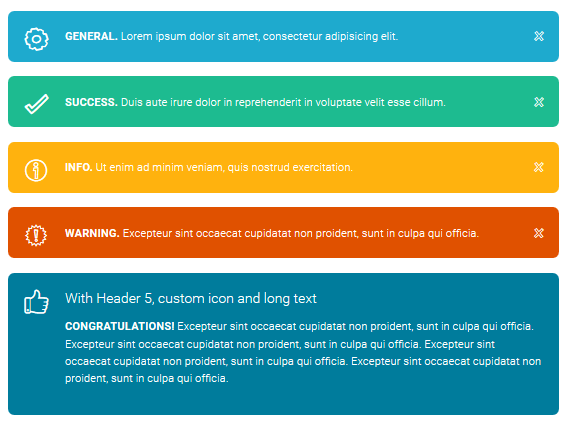 GENERAL. Lorem ipsum dolor sit amet, consectetur adipisicing elit.
SUCCESS. Duis aute irure dolor in reprehenderit in voluptate velit esse cillum.
INFO. Ut enim ad minim veniam, quis nostrud exercitation.
WARNING. Excepteur sint occaecat cupidatat non proident, sunt in culpa qui officia.
With Header 5, custom icon and long text
CONGRATULATIONS! Excepteur sint occaecat cupidatat non proident, sunt in culpa qui officia.
Excepteur sint occaecat cupidatat non proident, sunt in culpa qui officia. Excepteur sint
occaecat cupidatat non proident, sunt in culpa qui officia. Excepteur sint occaecat cupidatat non
proident, sunt in culpa qui officia.